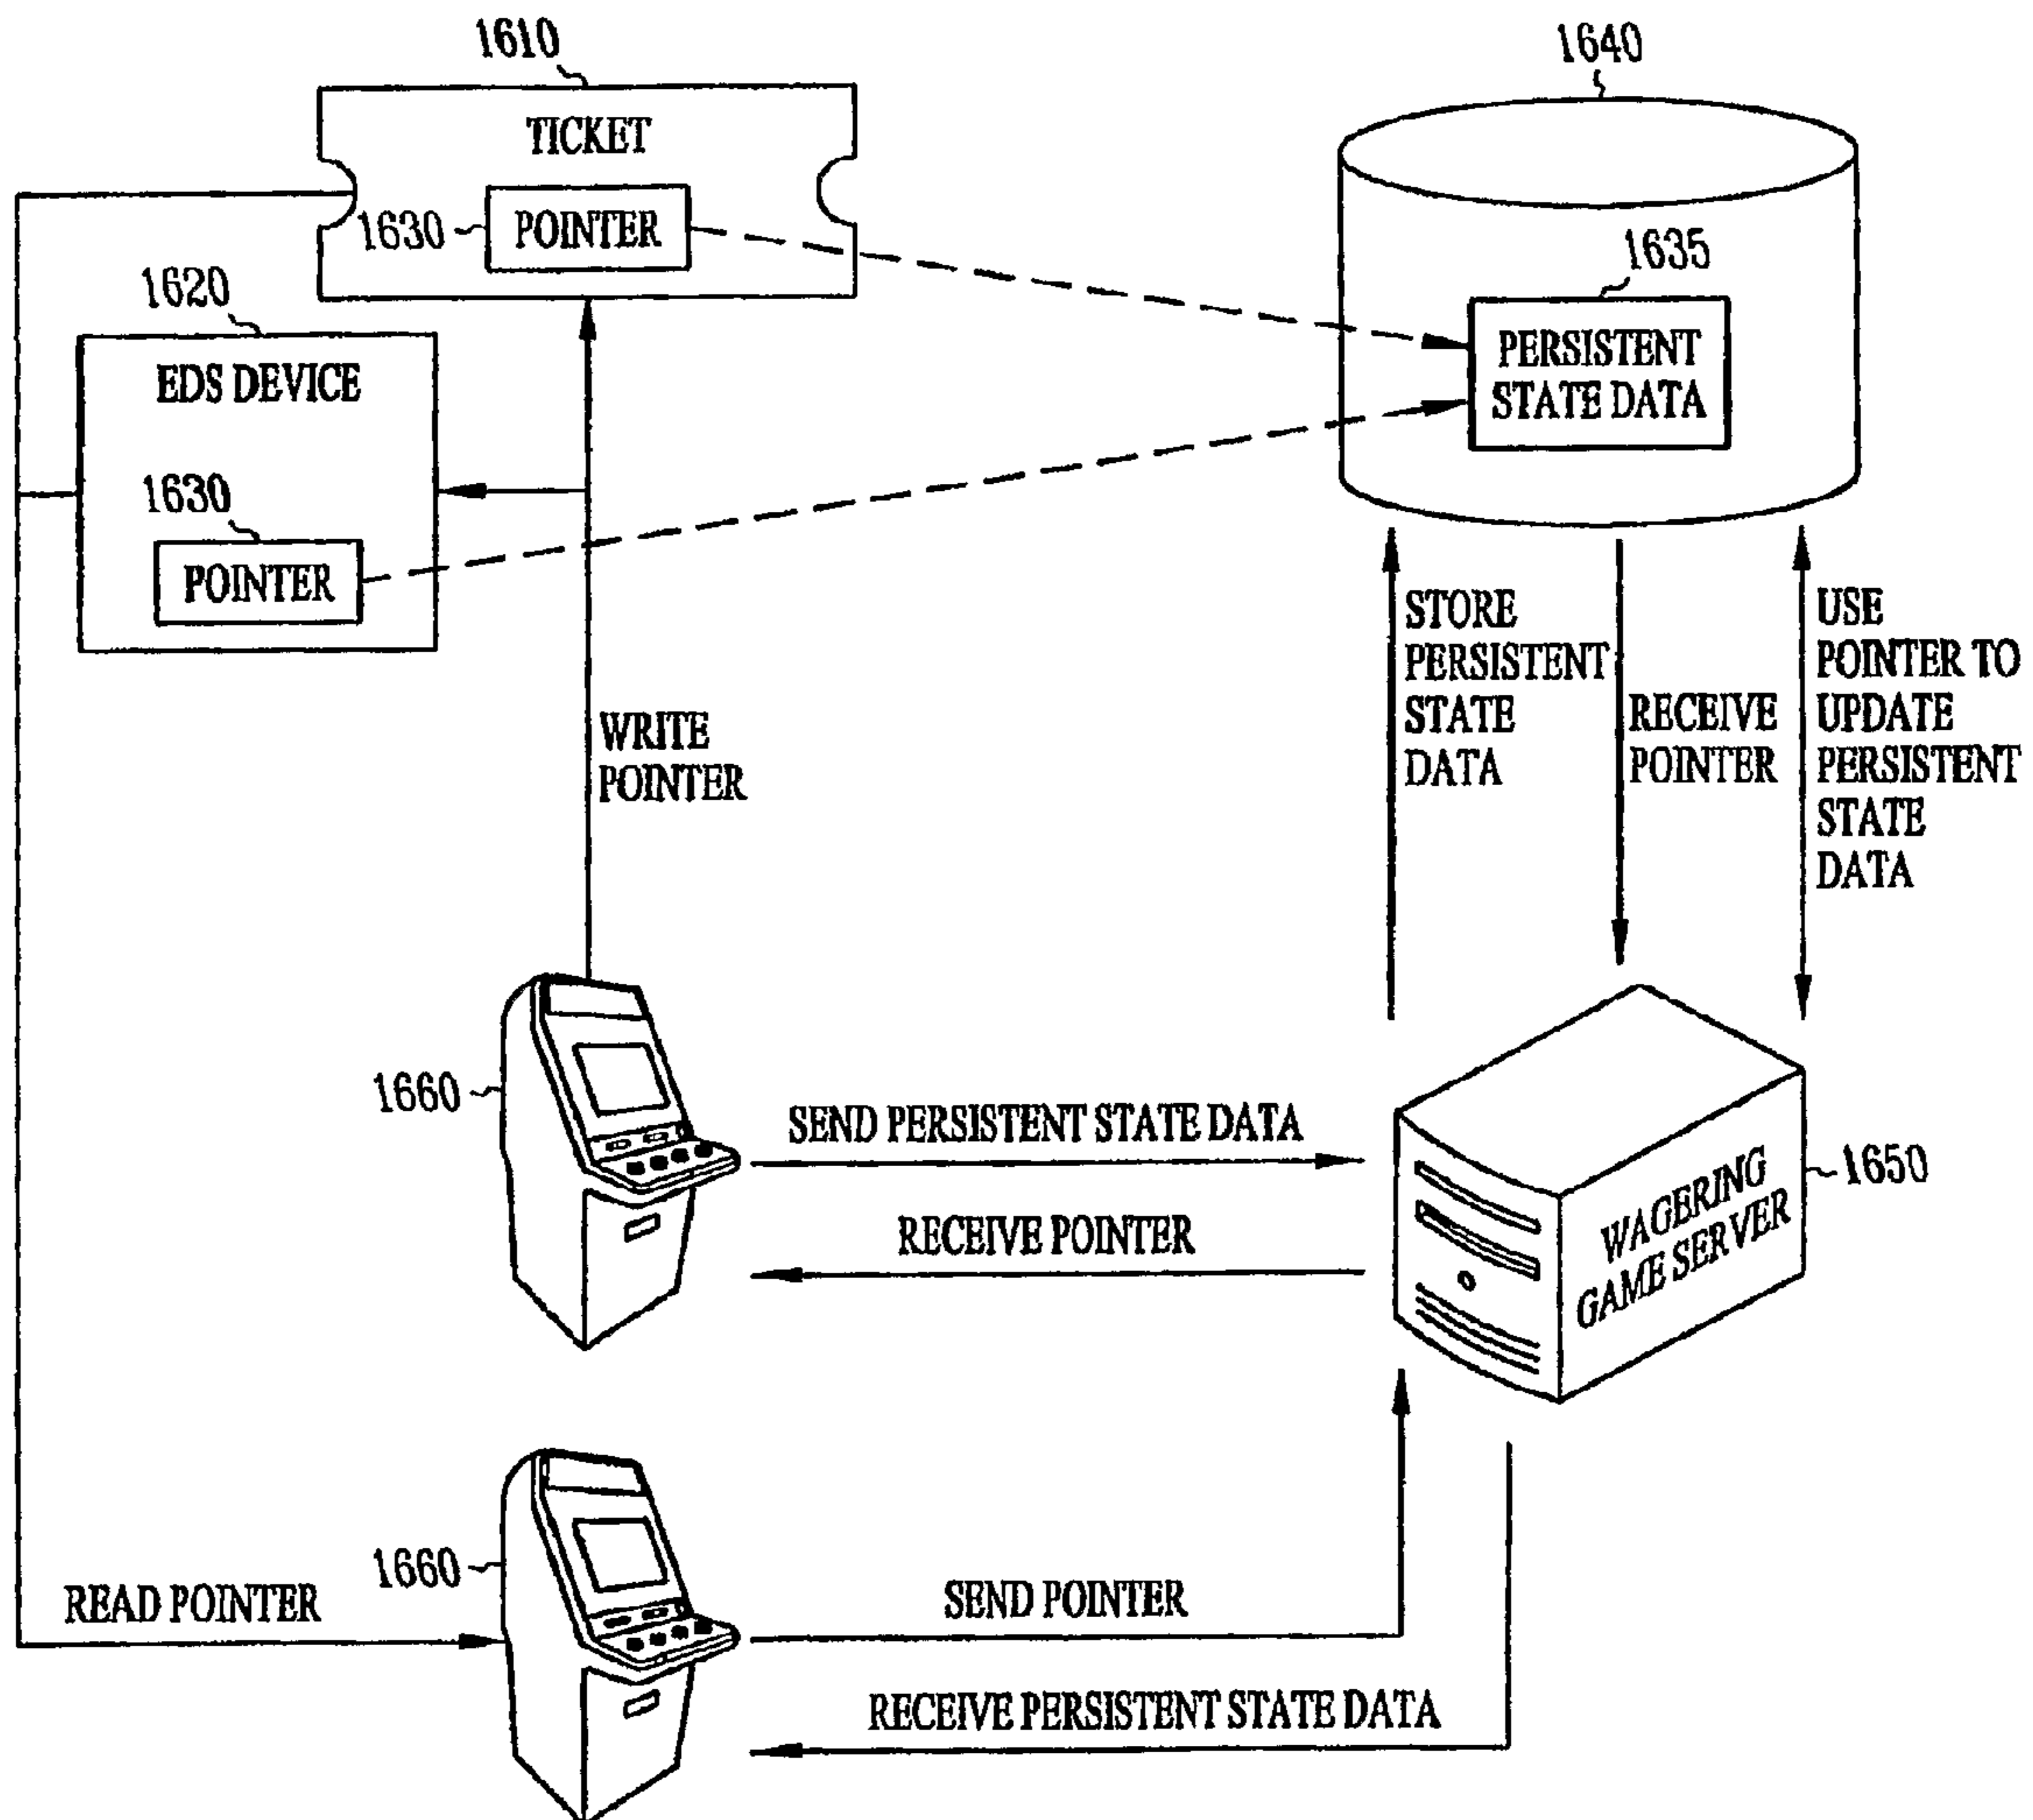 1610
1640
TICKET
1630
POINTER
1635
1620
PERSISTENT
STATE DATA
EDS DEVICE
1630
POINTER
STORE
PERSISTENT
STATE
DATA
RECEIVE
POINTER
USE
POINTER TO
UPDATE
PERSISTENT
STATE
DATA
WRITE
POINTER
1660
SEND PERSISTENT STATE DATA
RECEIVE POINTER
WAGERING
GAME SERVER
1650
1660
READ POINTER
SEND POINTER
RECEIVE PERSISTENT STATE DATA